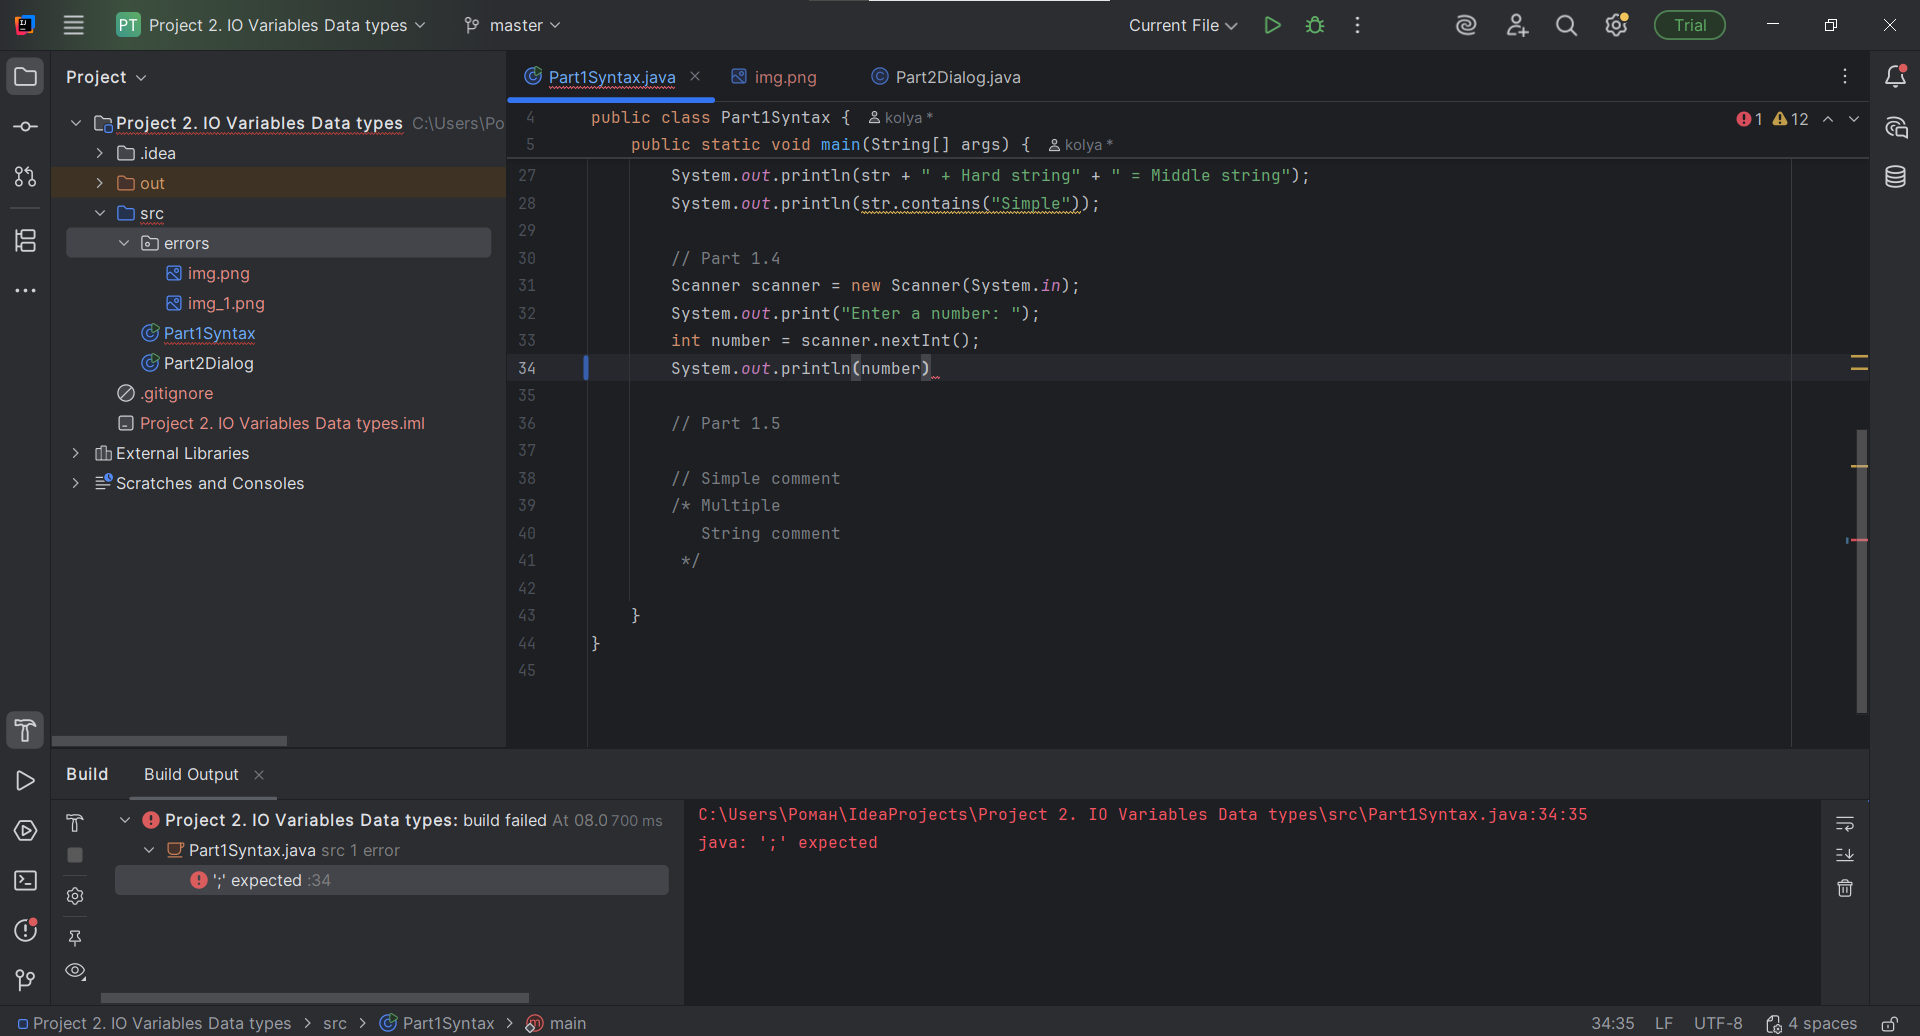 PT Project 2. IO Variables Data types master Current File Trial
Project
Project 2. IO Variables Data types C:\Users\Po
.idea
out
src
errors
img.png
img_1.png
Part1Syntax
Part2Dialog
.gitignore
Project 2. IO Variables Data types.iml
External Libraries
Scratches and Consoles
Part1Syntax.java img.png Part2Dialog.java
4 public class Part1Syntax { kolya *
1 12
5 public static void main(String[] args) { kolya *
27 System.out.println(str + " + Hard string" + " = Middle string");
28 System.out.println(str.contains("Simple"));
29
30 // Part 1.4
31 Scanner scanner = new Scanner(System.in);
32 System.out.print("Enter a number: ");
33 int number = scanner.nextInt();
34 System.out.println(number)
35
36 // Part 1.5
37
38 // Simple comment
39 /* Multiple
40 String comment
41 */
42
43 }
44 }
45
Build Build Output
Project 2. IO Variables Data types: build failed At 08.0 700 ms
Part1Syntax.java src 1 error
';' expected :34
C:\Users\Роман\IdeaProjects\Project 2. IO Variables Data types\src\Part1Syntax.java:34:35
java: ';' expected
Project 2. IO Variables Data types > src > Part1Syntax > main
34:35 LF UTF-8 4 spaces